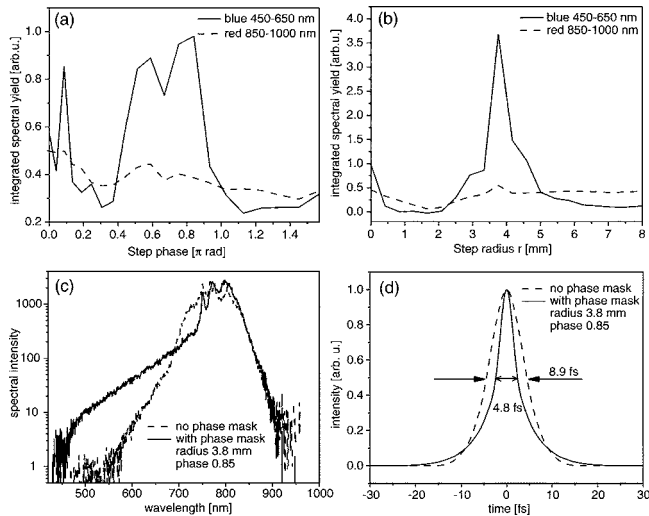 (a)
blue 450-650 nm
red 850-1000 nm
integrated spectral yield [arb.u.]
1.0
0.8
0.6
0.4
0.2
0.0 0.2 0.4 0.6 0.8 1.0 1.2 1.4
Step phase [π rad]
(b)
blue 450-650 nm
red 850-1000 nm
integrated spectral yield [arb.u.]
4.0
3.5
3.0
2.5
2.0
1.5
1.0
0.5
0.0
0 1 2 3 4 5 6 7 8
Step radius r [mm]
(c)
spectral intensity
1000
100
10
1
no phase mask
with phase mask
radius 3.8 mm
phase 0.85
500 600 700 800 900 1000
wavelength [nm]
(d)
no phase mask
with phase mask
radius 3.8 mm
phase 0.85
intensity [arb. u.]
1.0
0.8
0.6
0.4
0.2
0.0
8.9 fs
4.8 fs
-30 -20 -10 0 10 20 30
time [fs]